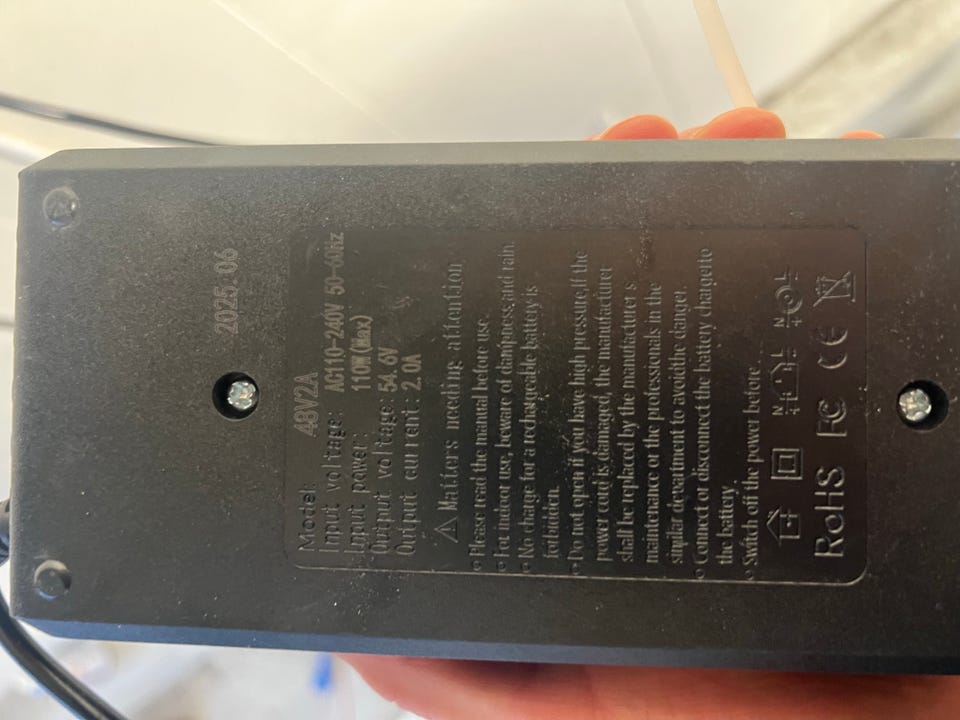 2025.06
Model: 48V2A
Input voltage: AC110-240V 50-60hz
Input power: 110W(Max)
Output voltage: 54.6V
Output current: 2.0A
Matters needing attention
Please read the manual before use.
For indoor use, beware of dampness and rain.
No charge for a rechargeable battery is
forbidden.
Do not open if you have high pressure.If the
power cord is damaged, the manufacturer
shall be replaced by the manufacturer s
maintenance or the professionals in the
similar department to avoid the danger.
Connect or disconnect the battery charge to
the battery.
Switch off the power before
N L N L
RoHS FC CE